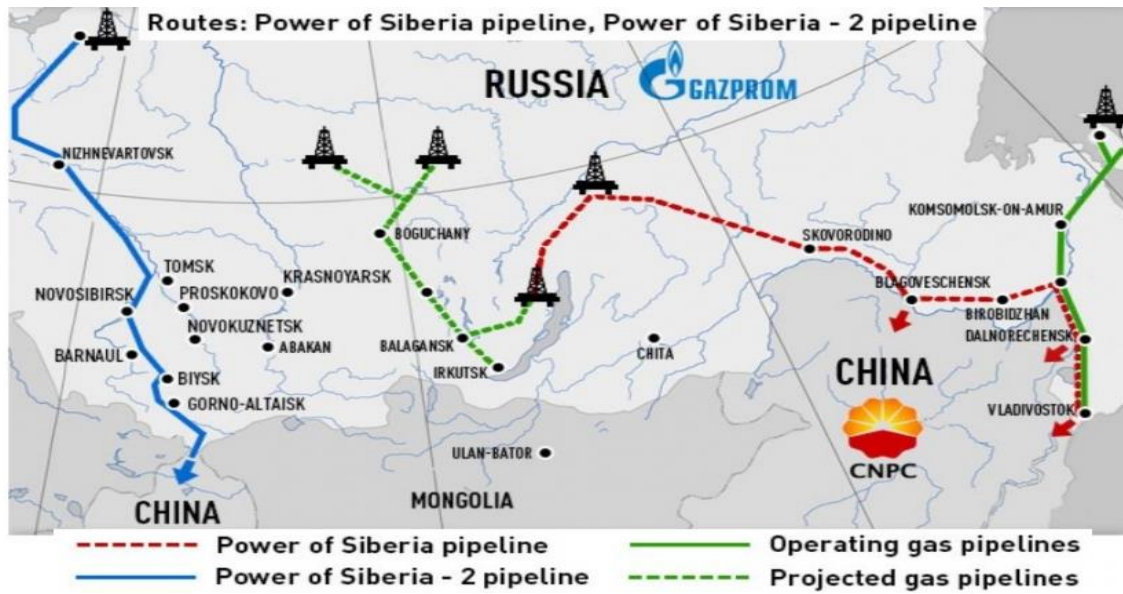 Routes: Power of Siberia pipeline, Power of Siberia - 2 pipeline
RUSSIA
GAZPROM
NIZHNEVARTOVSK
KOMSOMOLSK-ON-AMUR
BOGUCHANY
SKOVORODINO
TOMSK
KRASNOYARSK
BLAGOVESCHENSK
NOVOSIBIRSK
PROSKOKOVO
BIROBIDZHAN
NOVOKUZNETSK
DALNORECHENSK
BALAGANSK
ABAKAN
CHITA
BARNAUL
IRKUTSK
CHINA
BIYSK
GORNO-ALTAISK
VLADIVOSTOK
ULAN-BATOR
CNPC
MONGOLIA
CHINA
Power of Siberia pipeline
Operating gas pipelines
Power of Siberia - 2 pipeline
Projected gas pipelines